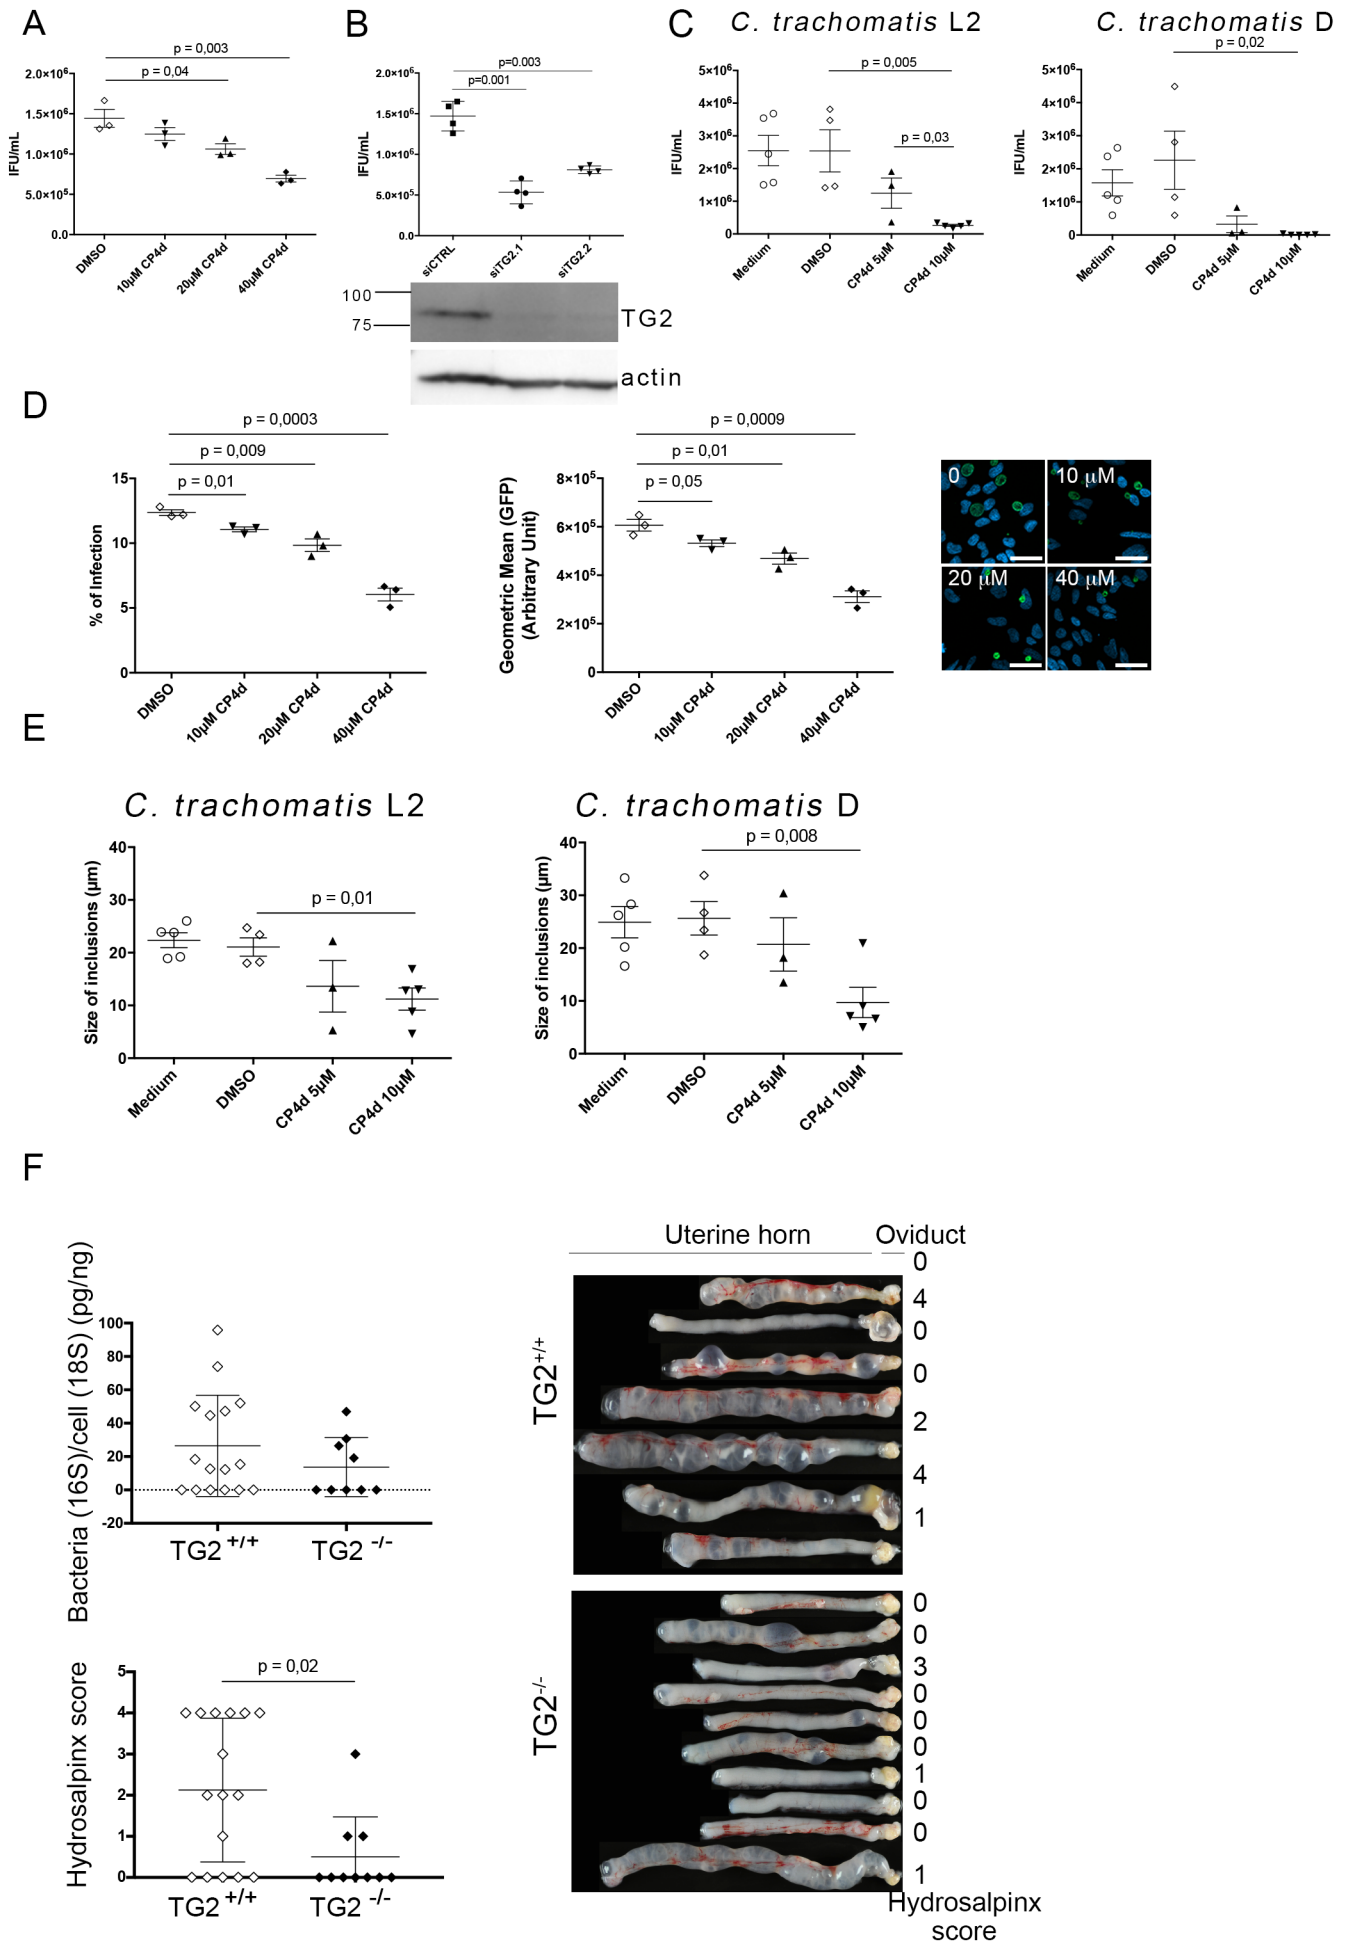 A
p = 0,003
p = 0,04
IFU/mL
2.0×10⁶
1.5×10⁶
1.0×10⁶
5.0×10⁵
0.0
DMSO
10µM CP4d
20µM CP4d
40µM CP4d
B
p=0.003
p=0.001
IFU/mL
2.0×10⁶
1.5×10⁶
1.0×10⁶
5.0×10⁵
0.0
siCTRL
siTG2.1
siTG2.2
100
75
TG2
actin
C
C. trachomatis L2
p = 0,005
p = 0,03
IFU/mL
5×10⁶
4×10⁶
3×10⁶
2×10⁶
1×10⁶
0
Medium
DMSO
CP4d 5µM
CP4d 10µM
C. trachomatis D
p = 0,02
IFU/mL
5×10⁶
4×10⁶
3×10⁶
2×10⁶
1×10⁶
0
Medium
DMSO
CP4d 5µM
CP4d 10µM
D
p = 0,0003
p = 0,009
p = 0,01
% of Infection
15
10
5
0
DMSO
10µM CP4d
20µM CP4d
40µM CP4d
p = 0,0009
p = 0,01
p = 0,05
Geometric Mean (GFP)
(Arbitrary Unit)
8×10⁵
6×10⁵
4×10⁵
2×10⁵
0
DMSO
10µM CP4d
20µM CP4d
40µM CP4d
0
10 µM
20 µM
40 µM
E
C. trachomatis L2
p = 0,01
Size of inclusions (µm)
40
30
20
10
0
Medium
DMSO
CP4d 5µM
CP4d 10µM
C. trachomatis D
p = 0,008
Size of inclusions (µm)
40
30
20
10
0
Medium
DMSO
CP4d 5µM
CP4d 10µM
F
Bacteria (16S)/cell (18S) (pg/ng)
100
80
60
40
20
0
-20
TG2 +/+
TG2 -/-
Hydrosalpinx score
p = 0,02
5
4
3
2
1
0
TG2 +/+
TG2 -/-
Uterine horn
Oviduct
TG2+/+
0
4
0
0
2
4
1
TG2-/-
0
0
3
0
0
0
1
0
0
1
Hydrosalpinx
score